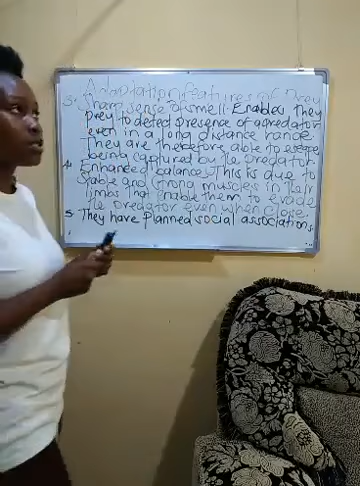 Adaptation features of Prey
3. Sharp sense of smell. Enables They
prey to detect presence of a predator
even in a long distance range.
They are therefore able to escape
being captured by the predator
4. Enhanced balance. This is due to
Stable and Strong muscles in their
limbs that enable them to evade
the predator even when close.
5. They have Planned social associations